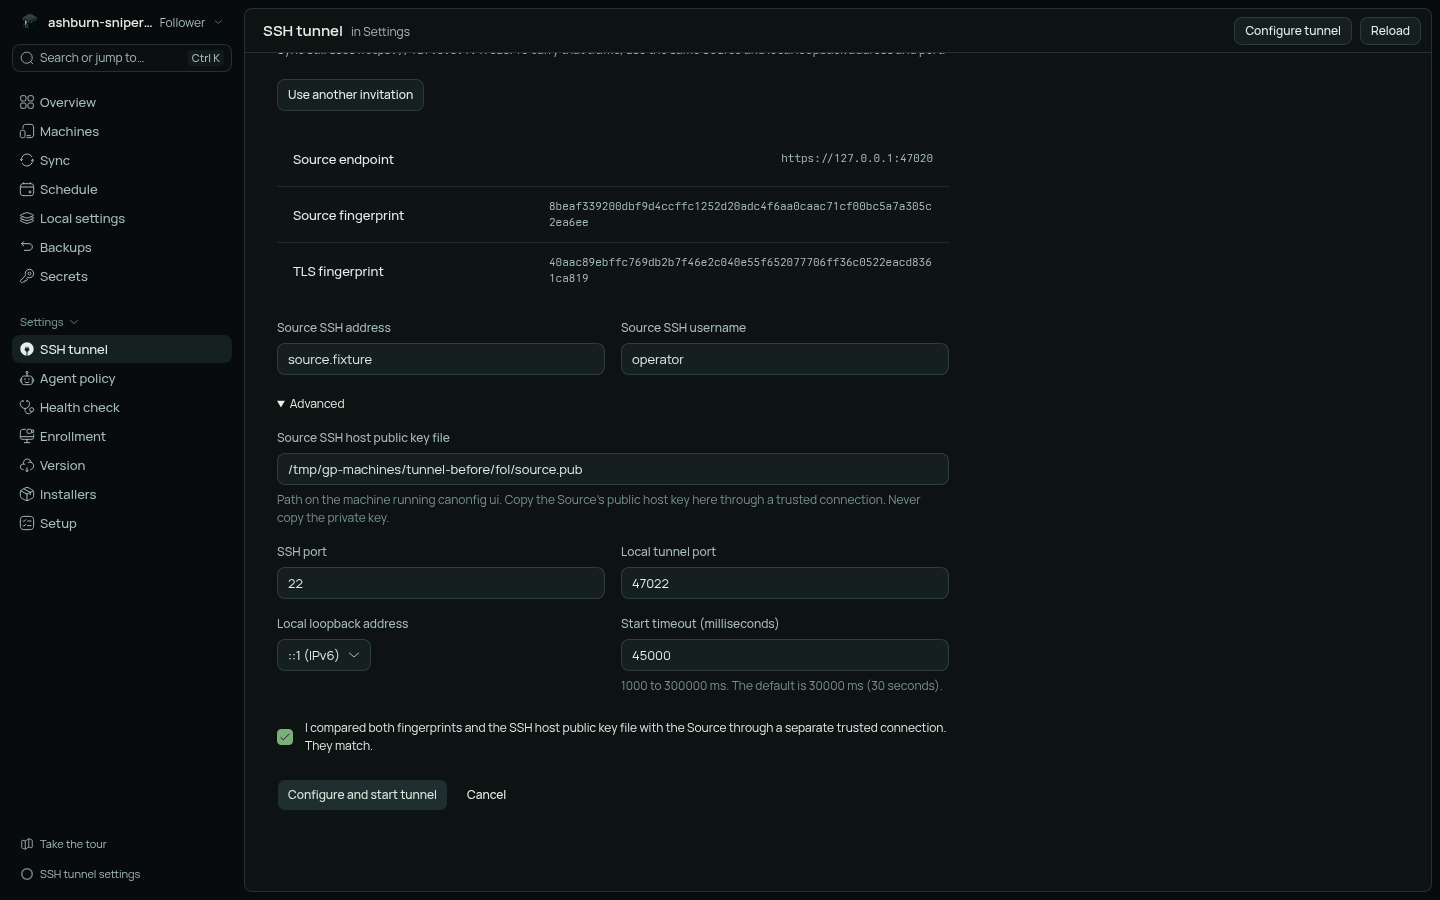 ashburn-sniper... Follower
Search or jump to... Ctrl K
Overview
Machines
Sync
Schedule
Local settings
Backups
Secrets
Settings
SSH tunnel
Agent policy
Health check
Enrollment
Version
Installers
Setup
Take the tour
SSH tunnel settings
SSH tunnel in Settings
Configure tunnel
Reload
Use another invitation
Source endpoint
https://127.0.0.1:47020
Source fingerprint
8beaf339200dbf9d4ccffc1252d20adc4f6aa0caac71cf00bc5a7a305c
2ea6ee
TLS fingerprint
40aac89ebffc769db2b7f46e2c040e55f652077706ff36c0522eacd836
1ca819
Source SSH address
Source SSH username
source.fixture
operator
Advanced
Source SSH host public key file
/tmp/gp-machines/tunnel-before/fol/source.pub
Path on the machine running canonfig ui. Copy the Source's public host key here through a trusted connection. Never
copy the private key.
SSH port
Local tunnel port
22
47022
Local loopback address
Start timeout (milliseconds)
::1 (IPv6)
45000
1000 to 300000 ms. The default is 30000 ms (30 seconds).
I compared both fingerprints and the SSH host public key file with the Source through a separate trusted connection.
They match.
Configure and start tunnel
Cancel